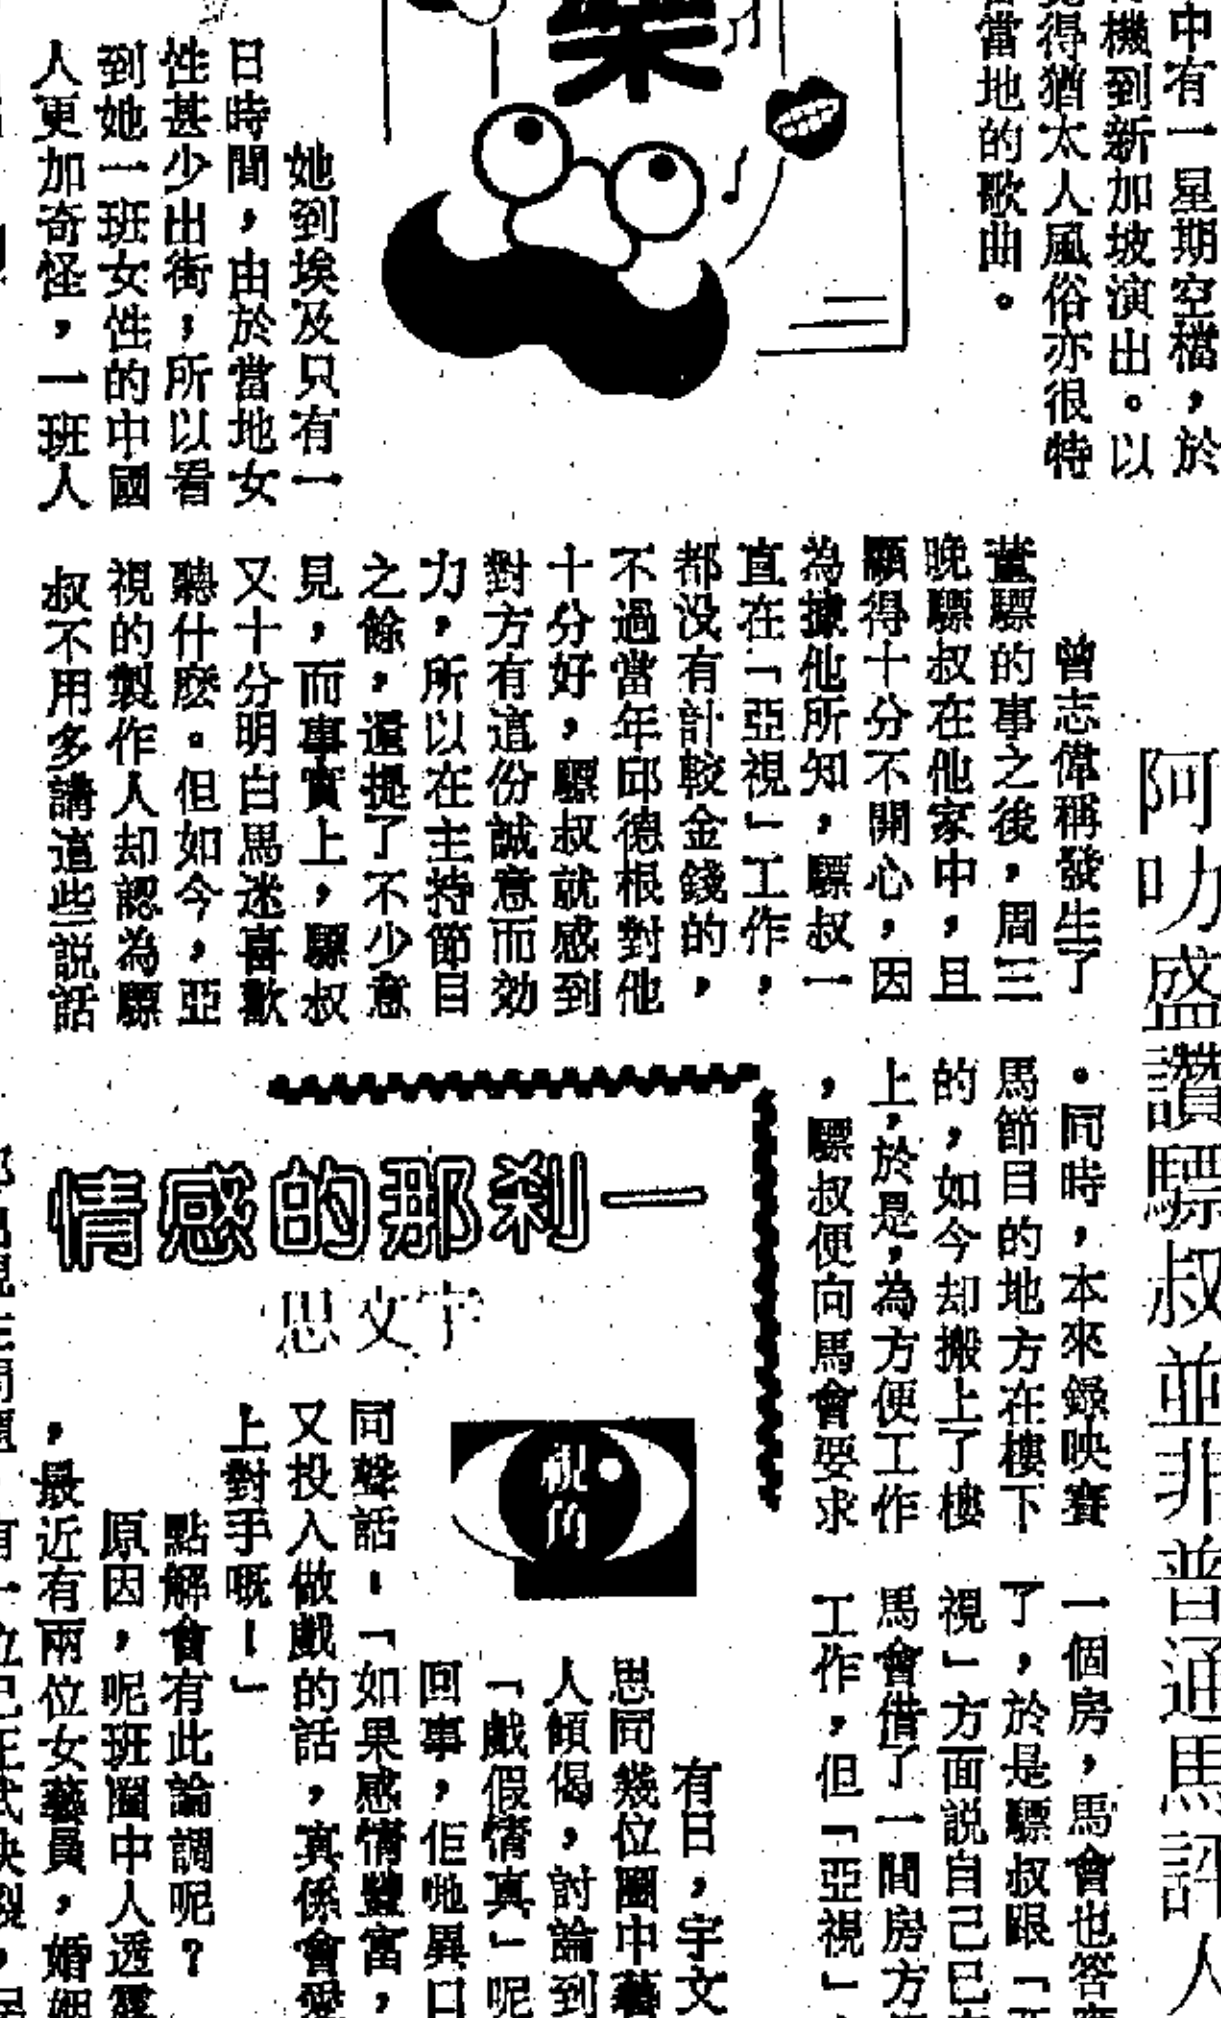 中有一星期空檔，於
機到新加坡演出。以
得猶太人風俗亦很特
當地的歌曲。
樂
她到埃及只有一
日時間，由於當地女
性甚少出街，所以看
到她一班女性的中國
人更加奇怪，一班人
阿叻盛讚驃叔並非普通馬評人
曾志偉稱發生了
董驃的事之後，周三
晚驃叔在他家中，且
顯得十分不開心，因
為據他所知，驃叔一
直在「亞視」工作，
都没有計較金錢的，
不過當年邱德根對他
十分好，驃叔就感到
對方有這份誠意而効
力，所以在主持節目
之餘，還提了不少意
見，而事實上，驃叔
又十分明白馬迷喜歡
聽什麽。但如今，亞
視的製作人却認為驃
叔不用多講這些説話
。同時，本來錄映賽
馬節目的地方在樓下
的，如今却搬上了樓
上，於是，為方便工作
，驃叔便向馬會要求
一個房，馬會也答應
了，於是驃叔跟「亞
視」方面説自己已
馬會借了一間房方
工作，但「亞視」
一刹那的感情
宇文思
視的
有日，宇文
思同幾位圈中藝
人傾偈，討論到
「戲假情真」呢
回事，佢哋異口
同聲話：「如果感情豐富，
又投入做戲的話，真係會愛
上對手嘅！」
點解會有此論調呢？
原因，呢班圈中人透露
，最近有兩位女藝員，婚姻